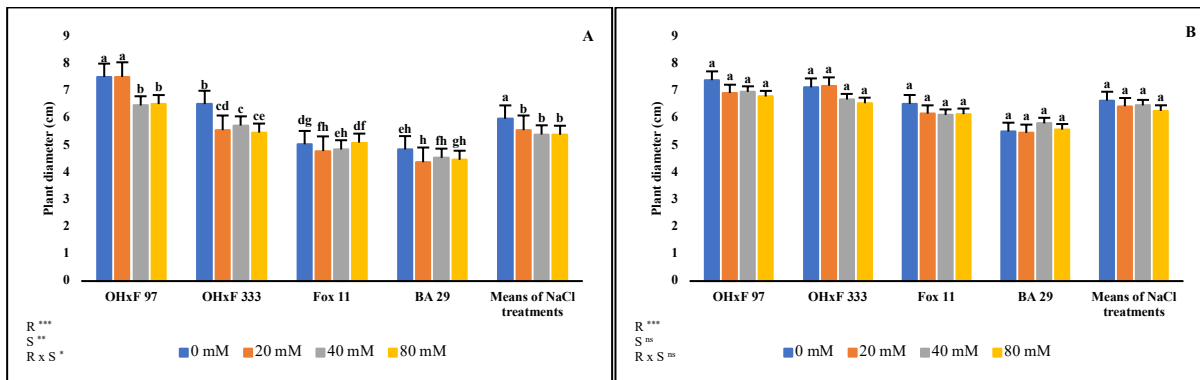 A
Plant diameter (cm)
9
8
7
6
5
4
3
2
1
0
a a b b
b cd c ce
dg fh eh df
eh h fh gh
a b b b
OHxF 97 OHxF 333 Fox 11 BA 29 Means of NaCl
treatments
R ***
S **
R x S *
0 mM 20 mM 40 mM 80 mM
B
Plant diameter (cm)
9
8
7
6
5
4
3
2
1
0
a a a a
a a a a
a a a a
a a a a
a a a a
OHxF 97 OHxF 333 Fox 11 BA 29 Means of NaCl
treatments
R ***
S ns
R x S ns
0 mM 20 mM 40 mM 80 mM